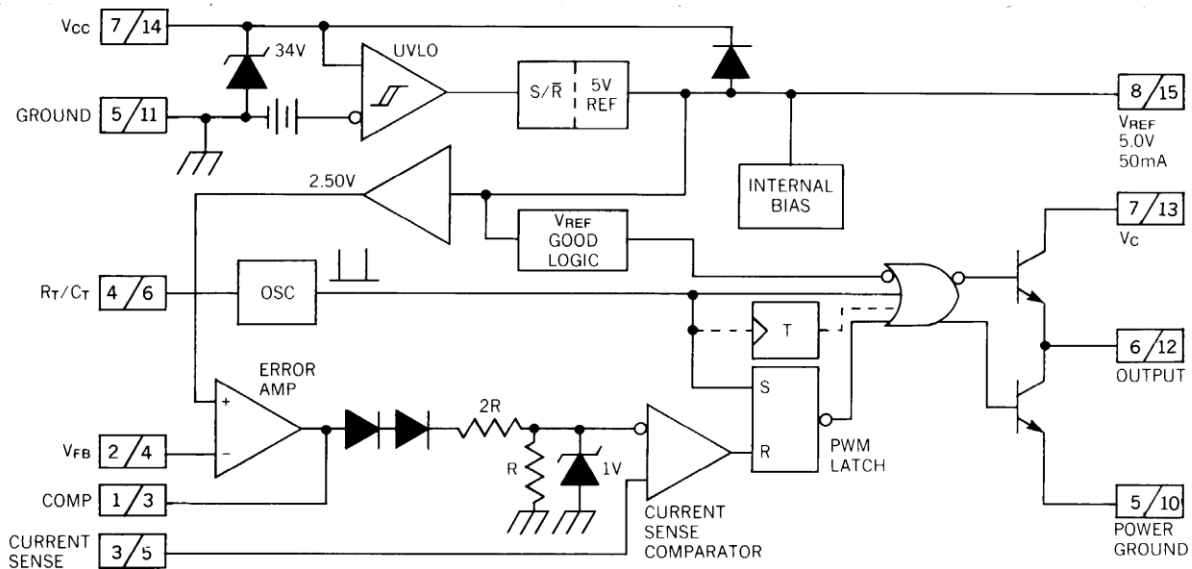 Vcc 7/14
34V
UVLO
S/R̅ 5V REF
GROUND 5/11
8/15
VREF
5.0V
50mA
2.50V
INTERNAL
BIAS
VREF
GOOD
LOGIC
7/13
VC
RT/CT 4/6
OSC
T
6/12
OUTPUT
ERROR
AMP
+
−
2R
S
R
PWM
LATCH
VFB 2/4
R
1V
COMP 1/3
CURRENT
SENSE
COMPARATOR
5/10
POWER
GROUND
CURRENT
SENSE 3/5